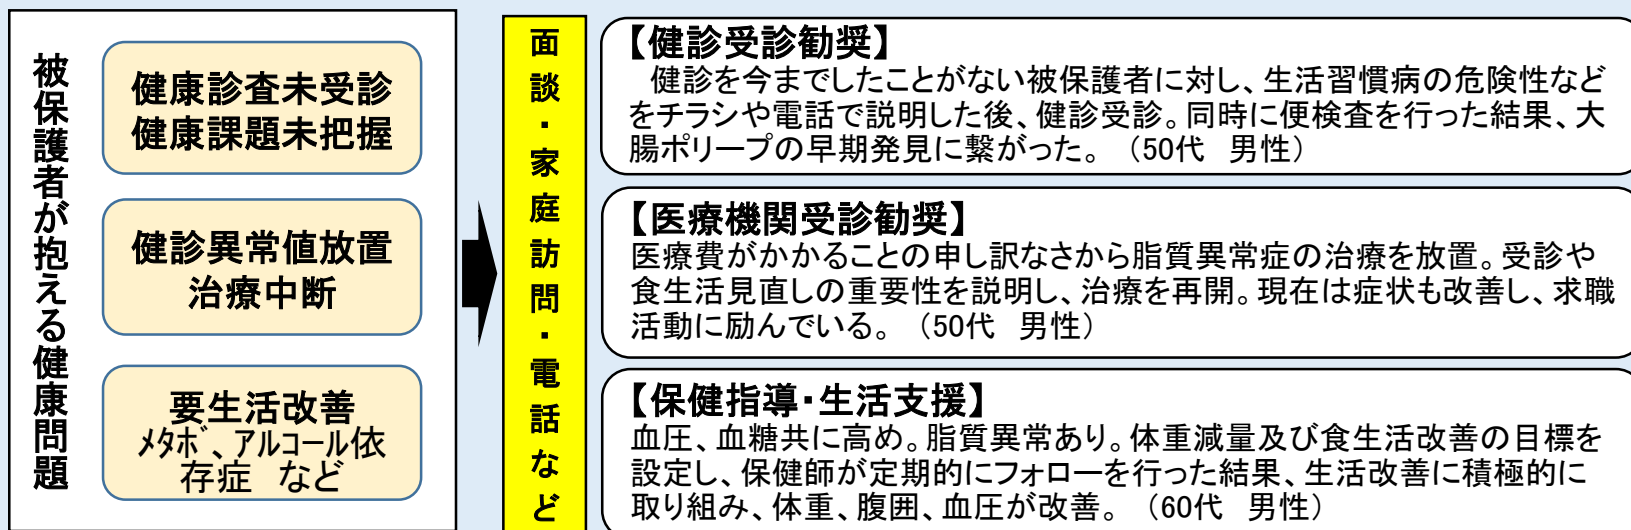 被保護者が抱える健康問題
健康診査未受診
健康課題未把握
健診異常値放置
治療中断
要生活改善
ﾒﾀﾎﾞ、アルコール依
存症　など
面談・家庭訪問・電話など
【健診受診勧奨】
　健診を今までしたことがない被保護者に対し、生活習慣病の危険性など
をチラシや電話で説明した後、健診受診。同時に便検査を行った結果、大
腸ポリープの早期発見に繋がった。（50代　男性）
【医療機関受診勧奨】
医療費がかかることの申し訳なさから脂質異常症の治療を放置。受診や
食生活見直しの重要性を説明し、治療を再開。現在は症状も改善し、求職
活動に励んでいる。（50代　男性）
【保健指導・生活支援】
血圧、血糖共に高め。脂質異常あり。体重減量及び食生活改善の目標を
設定し、保健師が定期的にフォローを行った結果、生活改善に積極的に
取り組み、体重、腹囲、血圧が改善。（60代　男性）